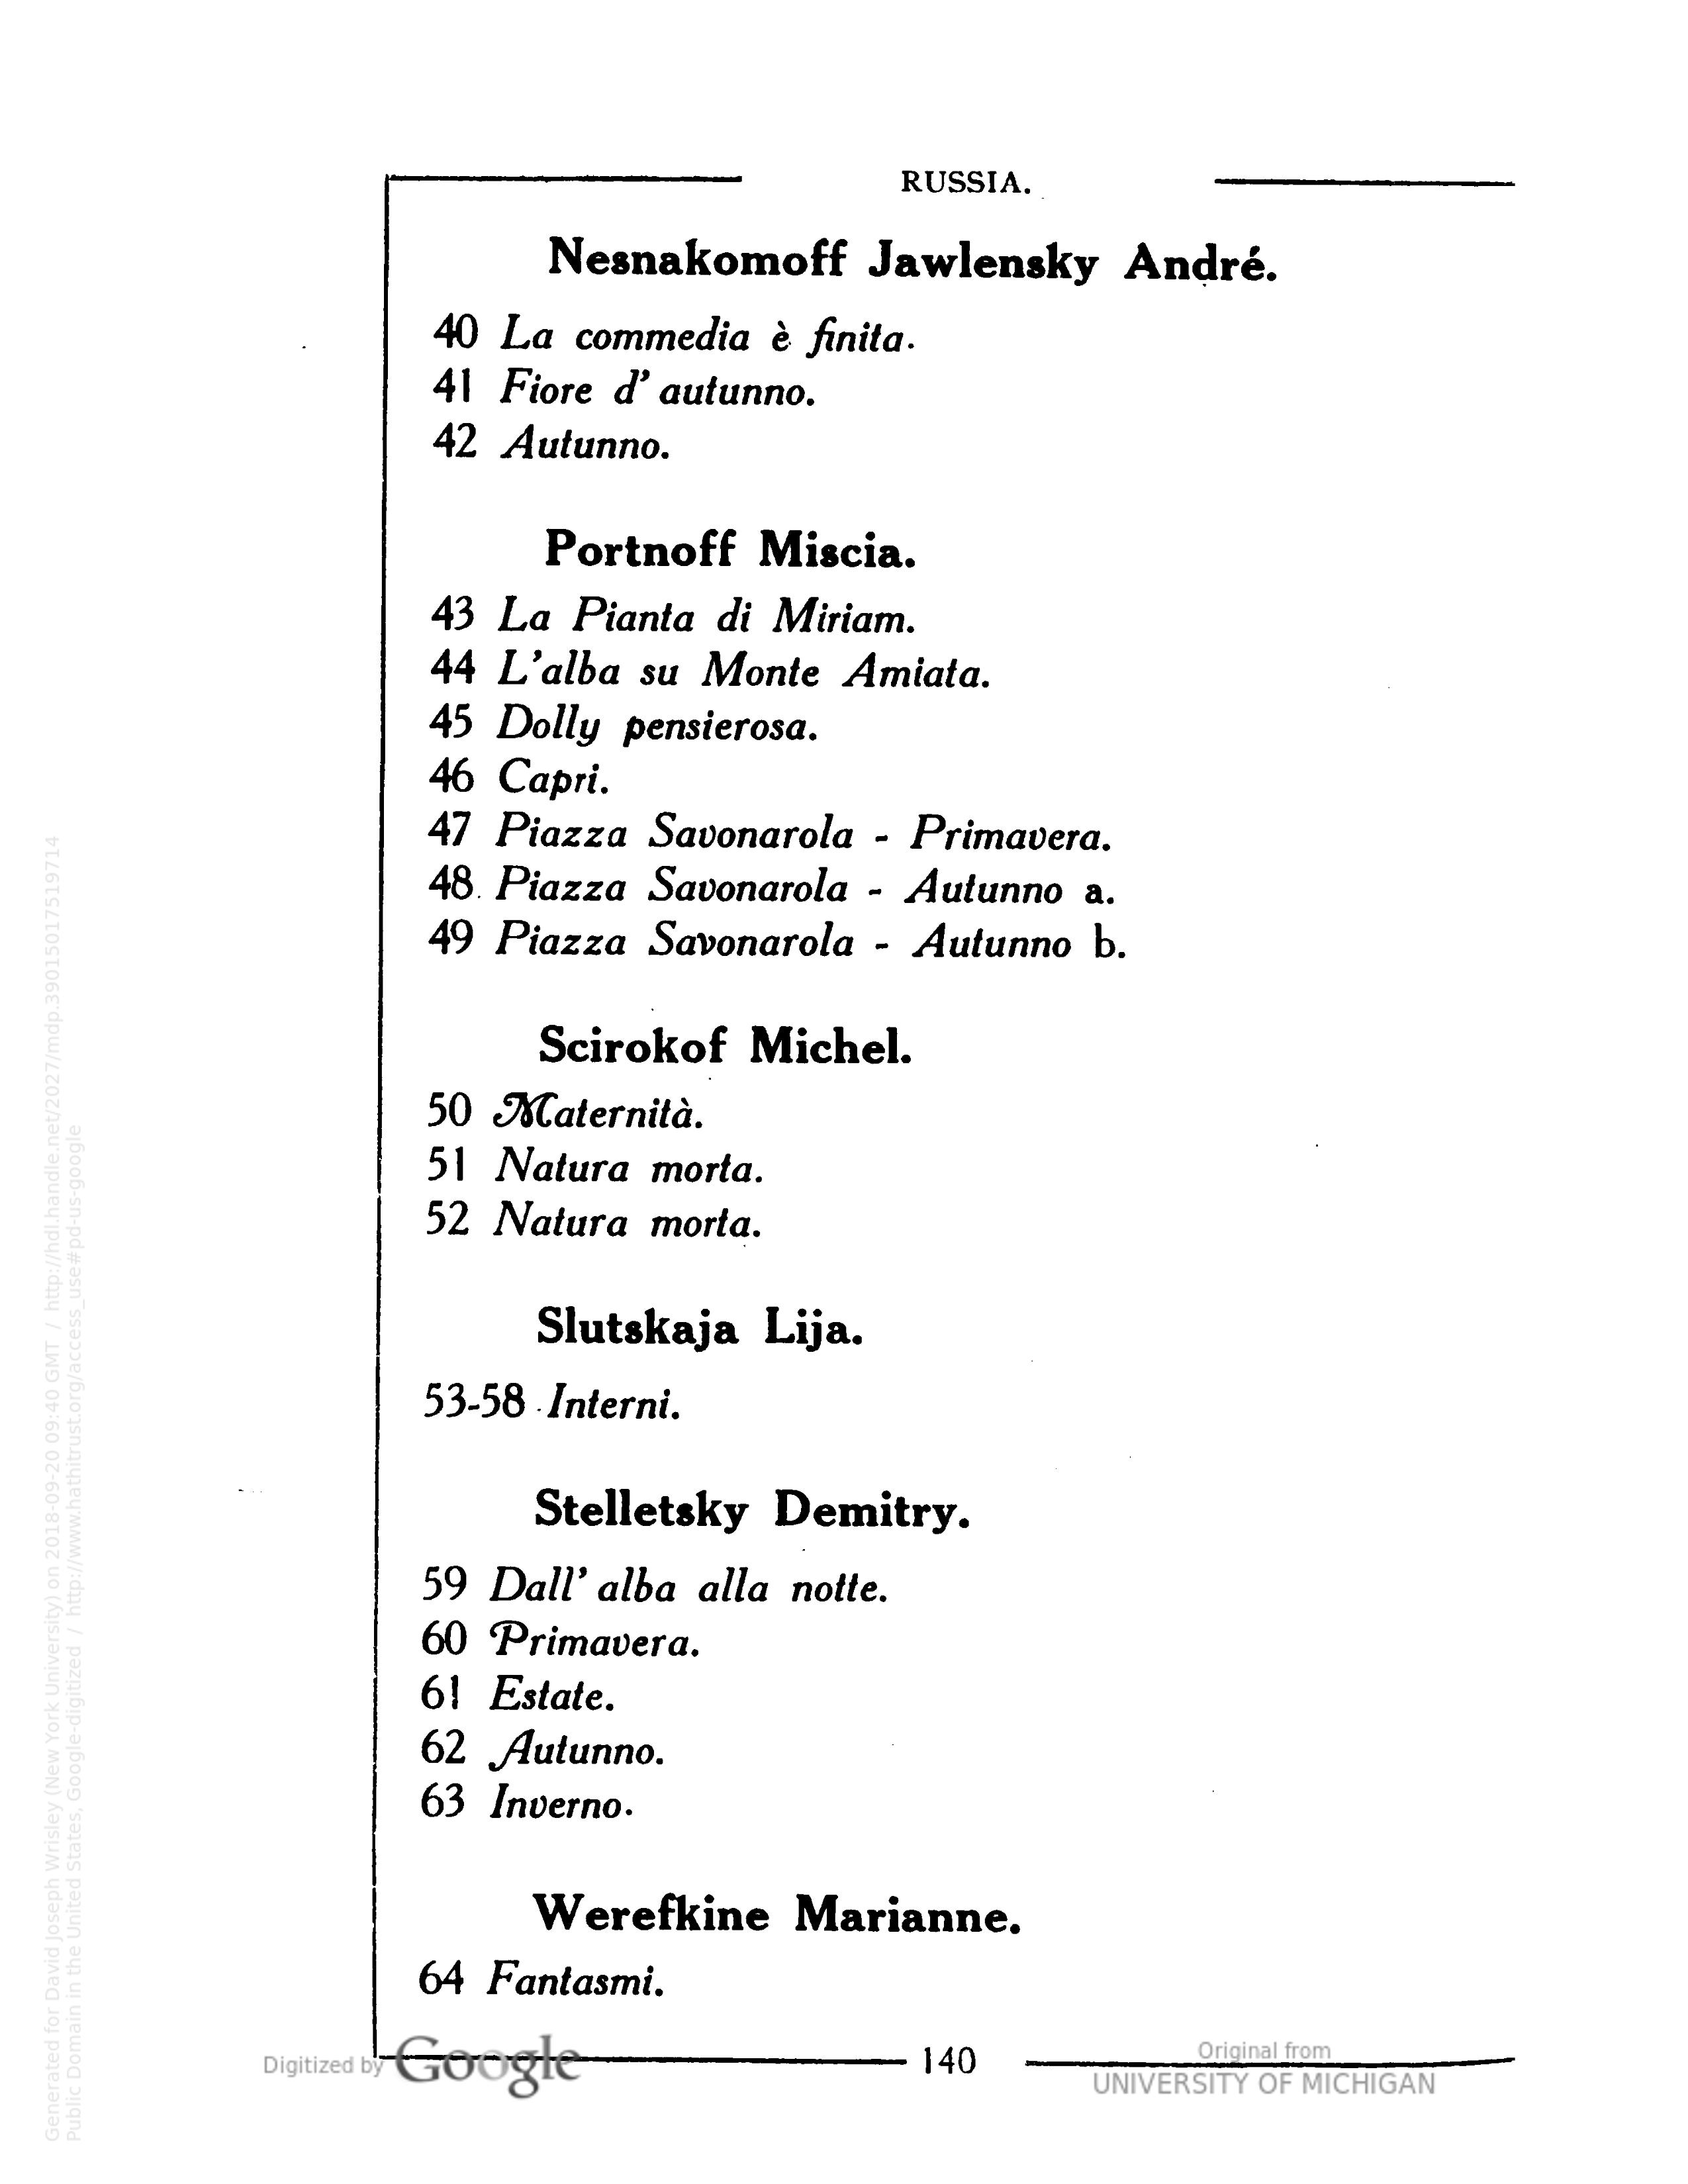 RUSSIA.
Nesnakomoff Jawlensky André.
40 La commedia è finita.
41 Fiore d' autunno.
42 Autunno.
Portnoff Miscia.
43 La Pianta di Miriam.
44 L'alba su Monte Amiata.
45 Dolly pensierosa.
46 Capri.
47 Piazza Savonarola - Primavera.
48 Piazza Savonarola - Autunno a.
49 Piazza Savonarola - Autunno b.
Scirokof Michel.
50 Maternità.
51 Natura morta.
52 Natura morta.
Slutskaja Lija.
53-58 Interni.
Stelletsky Demitry.
59 Dall' alba alla notte.
60 Primavera.
61 Estate.
62 Autunno.
63 Inverno.
Werefkine Marianne.
64 Fantasmi.
140
Digitized by Google
Original from
UNIVERSITY OF MICHIGAN
Generated for David Joseph Wrisley (New York University) on 2018-09-20 09:40 GMT / http://hdl.handle.net/2027/mdp.39015017519714
Public Domain in the United States, Google-digitized / http://www.hathitrust.org/access_use#pd-us-google